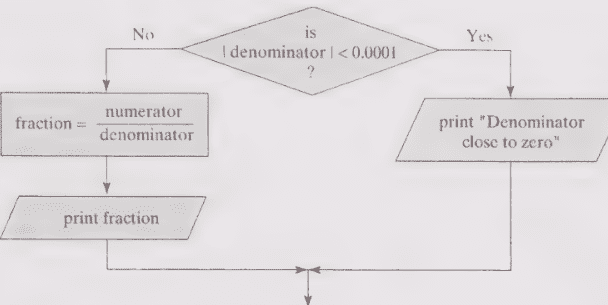 is
No
Yes
| denominator | < 0.0001
?
numerator
fraction =
denominator
print "Denominator
close to zero"
print fraction